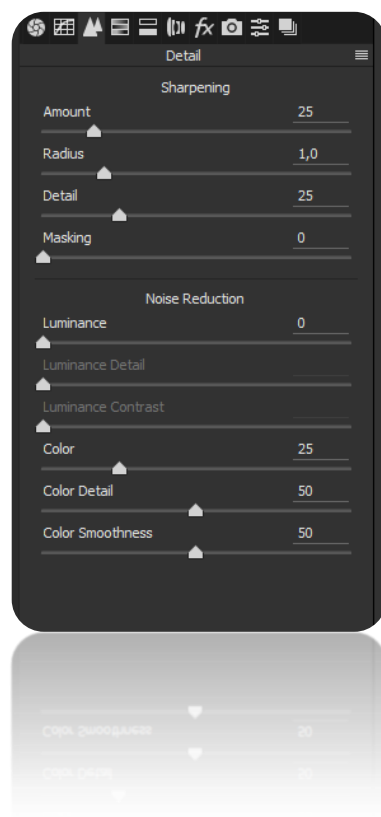 fx
Detail
Sharpening
Amount 25
Radius 1,0
Detail 25
Masking 0
Noise Reduction
Luminance 0
Luminance Detail
Luminance Contrast
Color 25
Color Detail 50
Color Smoothness 50